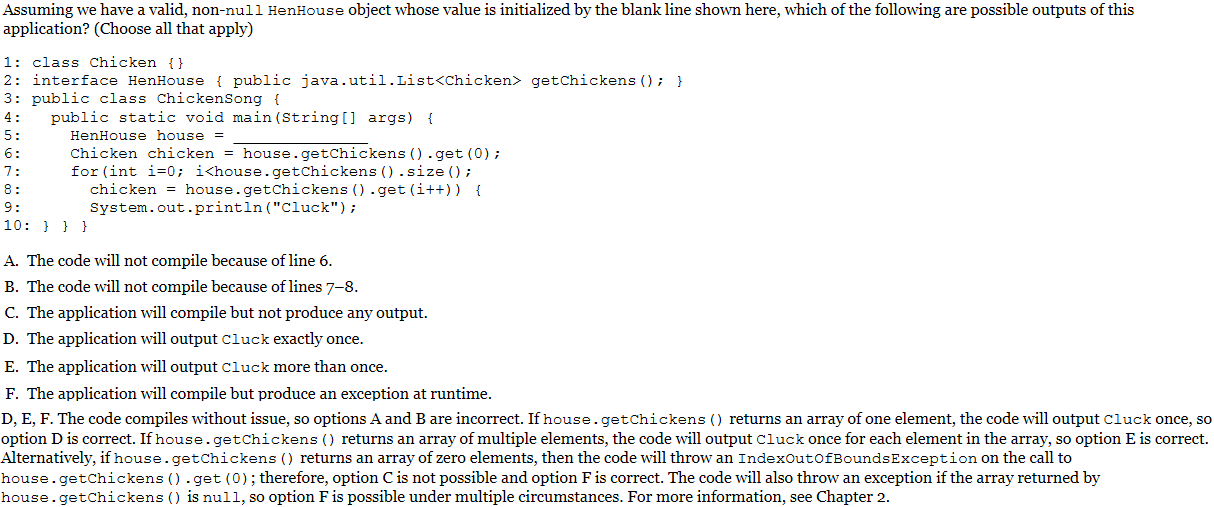 Assuming we have a valid, non-null HenHouse object whose value is initialized by the blank line shown here, which of the following are possible outputs of this
application? (Choose all that apply)
1: class Chicken {}
2: interface HenHouse { public java.util.List<Chicken> getChickens(); }
3: public class ChickenSong {
4:   public static void main(String[] args) {
5:     HenHouse house = ______________
6:     Chicken chicken = house.getChickens().get(0);
7:     for(int i=0; i<house.getChickens().size();
8:       chicken = house.getChickens().get(i++)) {
9:       System.out.println("Cluck");
10: } } }
A. The code will not compile because of line 6.
B. The code will not compile because of lines 7–8.
C. The application will compile but not produce any output.
D. The application will output Cluck exactly once.
E. The application will output Cluck more than once.
F. The application will compile but produce an exception at runtime.
D, E, F. The code compiles without issue, so options A and B are incorrect. If house.getChickens() returns an array of one element, the code will output Cluck once, so
option D is correct. If house.getChickens() returns an array of multiple elements, the code will output Cluck once for each element in the array, so option E is correct.
Alternatively, if house.getChickens() returns an array of zero elements, then the code will throw an IndexOutOfBoundsException on the call to
house.getChickens().get(0); therefore, option C is not possible and option F is correct. The code will also throw an exception if the array returned by
house.getChickens() is null, so option F is possible under multiple circumstances. For more information, see Chapter 2.